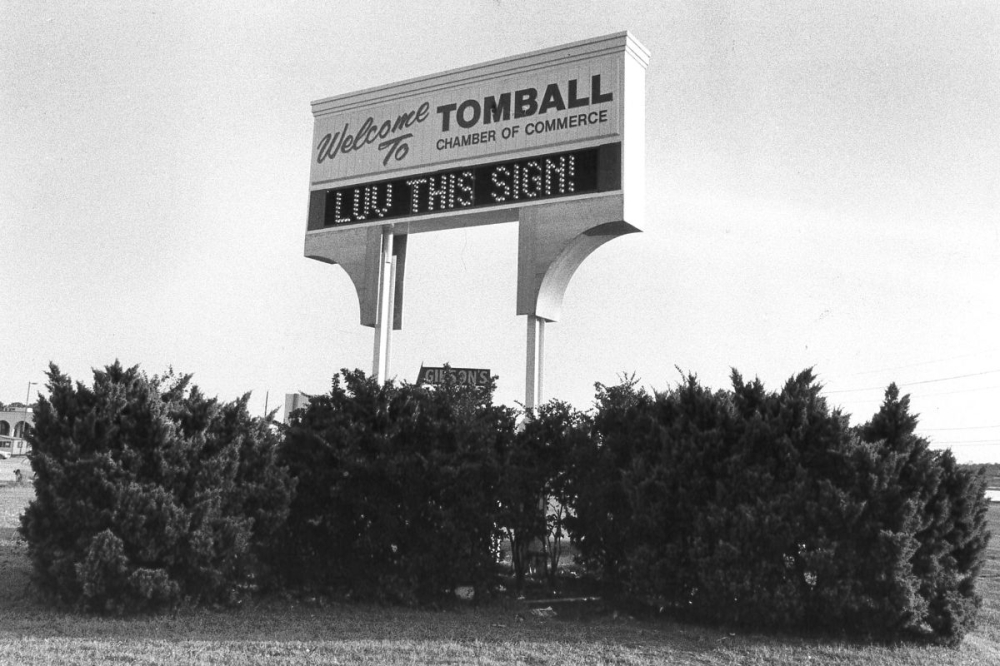 Welcome
To
TOMBALL
CHAMBER OF COMMERCE
LUV THIS SIGN!
GIBSON'S